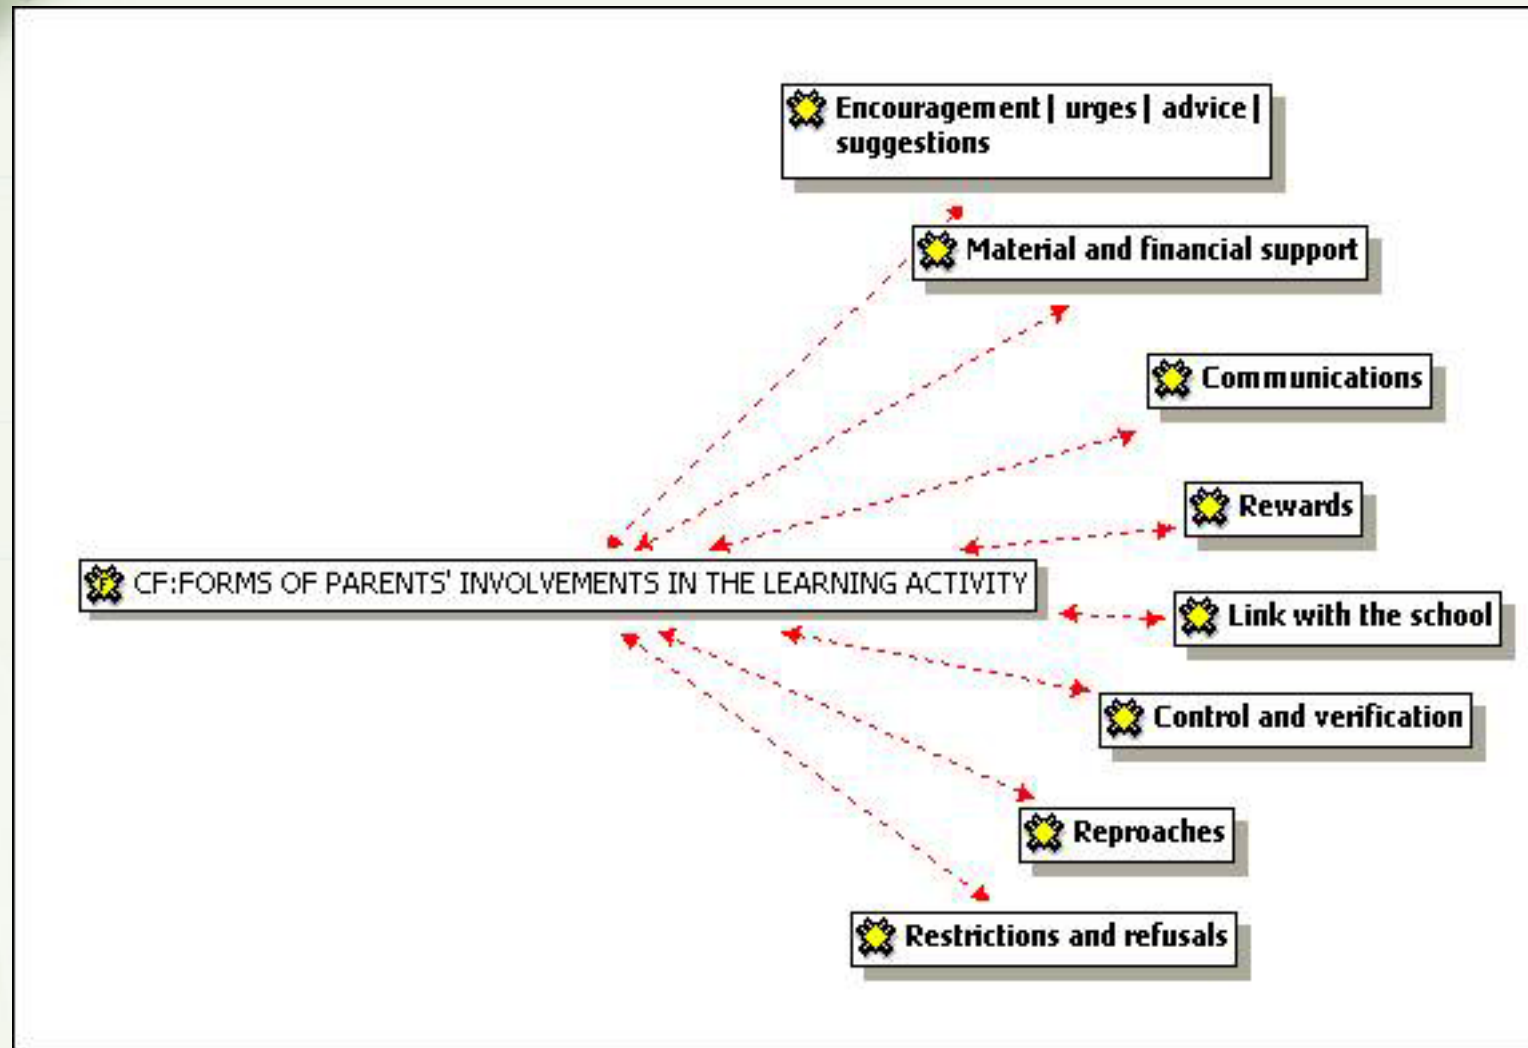 Encouragement| urges| advice|
suggestions
Material and financial support
Communications
Rewards
CF:FORMS OF PARENTS' INVOLVEMENTS IN THE LEARNING ACTIVITY
Link with the school
Control and verification
Reproaches
Restrictions and refusals